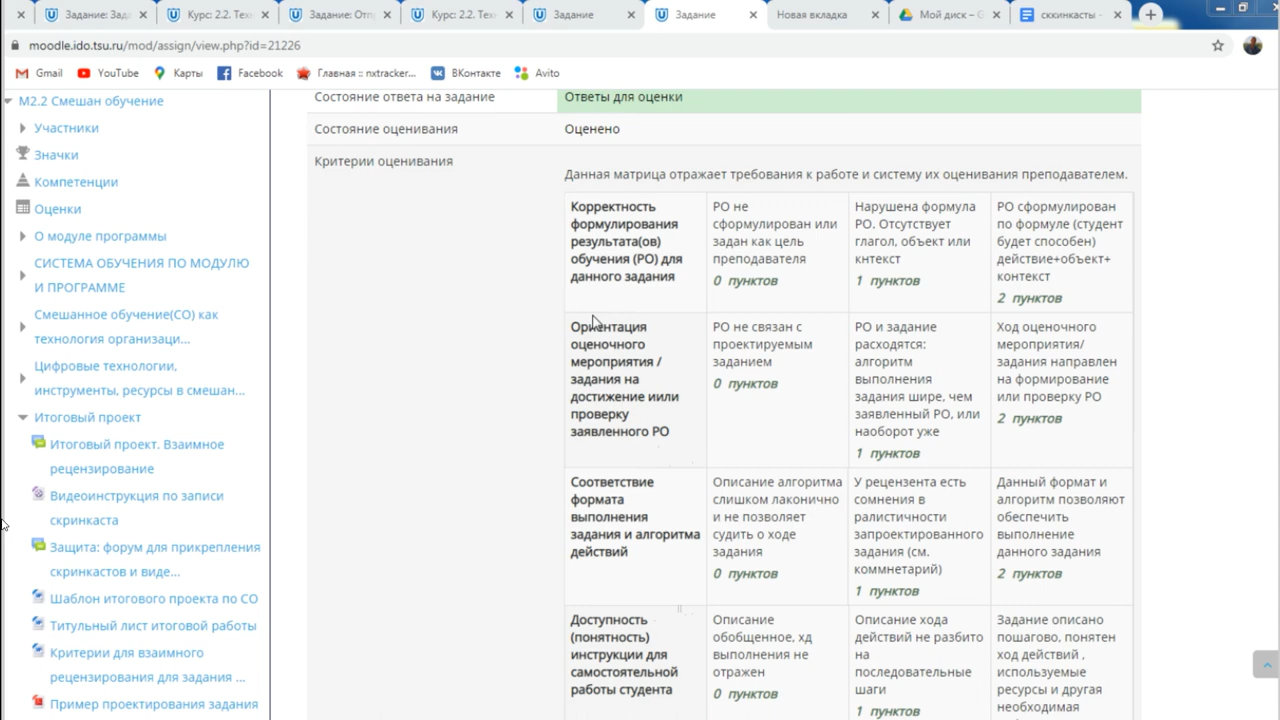 Задание: Зада
Курс: 2.2. Техн
Задание: Отпр
Курс: 2.2. Техн
Задание
Задание
Новая вкладка
Мой диск – G
сккинкасты -
moodle.ido.tsu.ru/mod/assign/view.php?id=21226
Gmail
YouTube
Карты
Facebook
Главная :: nxtracker...
ВКонтакте
Avito
М2.2 Смешан обучение
Участники
Значки
Компетенции
Оценки
О модуле программы
СИСТЕМА ОБУЧЕНИЯ ПО МОДУЛЮ
И ПРОГРАММЕ
Смешанное обучение(СО) как
технология организаци...
Цифровые технологии,
инструменты, ресурсы в смешан...
Итоговый проект
Итоговый проект. Взаимное
рецензирование
Видеоинструкция по записи
скринкаста
Защита: форум для прикрепления
скринкастов и виде...
Шаблон итогового проекта по СО
Титульный лист итоговой работы
Критерии для взаимного
рецензирования для задания ...
Пример проектирования задания
Состояние ответа на задание
Ответы для оценки
Состояние оценивания
Оценено
Критерии оценивания
Данная матрица отражает требования к работе и систему их оценивания преподавателем.
Корректность
формулирования
результата(ов)
обучения (РО) для
данного задания
РО не
сформулирован или
задан как цель
преподавателя
0 пунктов
Нарушена формула
РО. Отсутствует
глагол, объект или
кнтекст
1 пунктов
РО сформулирован
по формуле (студент
будет способен)
действие+объект+
контекст
2 пунктов
Ориентация
оценочного
мероприятия /
задания на
достижение иили
проверку
заявленного РО
РО не связан с
проектируемым
заданием
0 пунктов
РО и задание
расходятся:
алгоритм
выполнения
задания шире, чем
заявленный РО, или
наоборот уже
1 пунктов
Ход оценочного
мероприятия/
задания направлен
на формирование
или проверку РО
2 пунктов
Соответствие
формата
выполнения
задания и алгоритма
действий
Описание алгоритма
слишком лаконично
и не позволяет
судить о ходе
задания
0 пунктов
У рецензента есть
сомнения в
ралистичности
запроектированного
задания (см.
коммнетарий)
1 пунктов
Данный формат и
алгоритм позволяют
обеспечить
выполнение
данного задания
2 пунктов
Доступность
(понятность)
инструкции для
самостоятельной
работы студента
Описание
обобщенное, хд
выполнения не
отражен
0 пунктов
Описание хода
действий не разбито
на
последовательные
шаги
1 пунктов
Задание описано
пошагово, понятен
ход действий ,
используемые
ресурсы и другая
необходимая